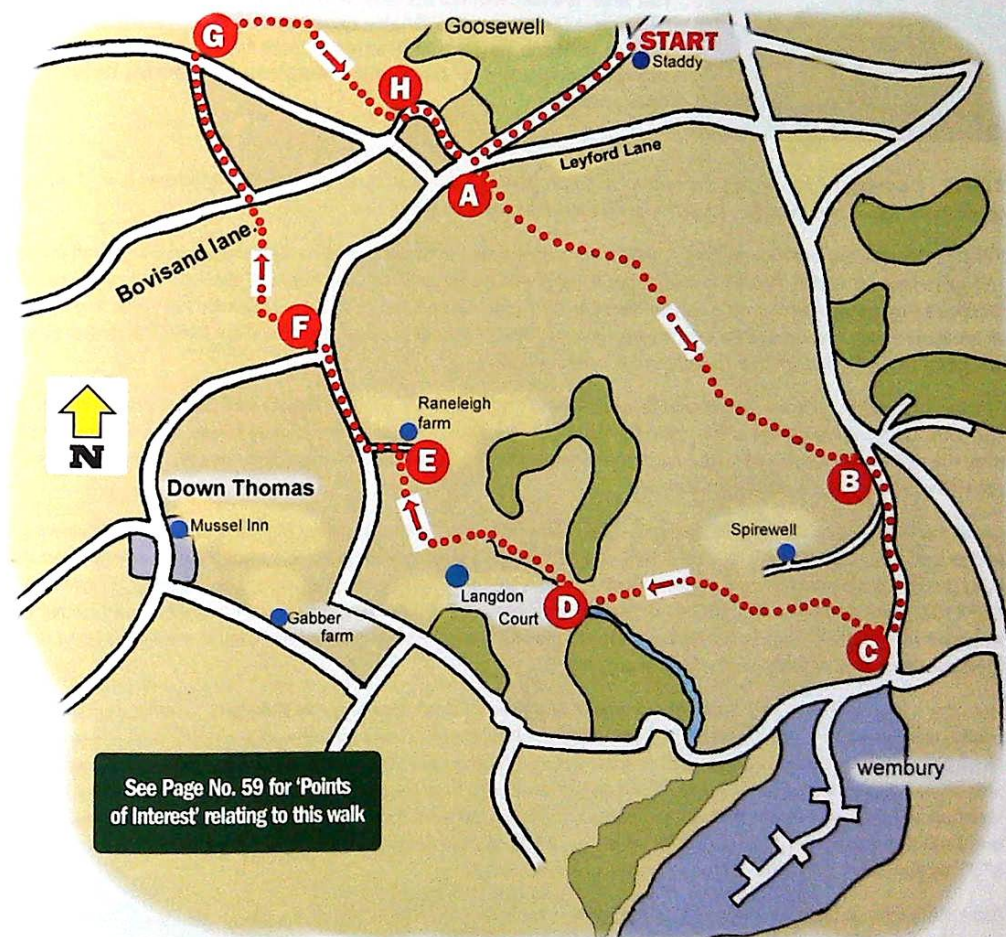 Goosewell
START
Staddy
G
H
A
Leyford Lane
Bovisand lane.
F
N
Raneleigh
farm
E
B
Down Thomas
Mussel Inn
Spirewell
Langdon
Court
D
Gabber
farm
C
wembury
See Page No. 59 for 'Points
of Interest' relating to this walk